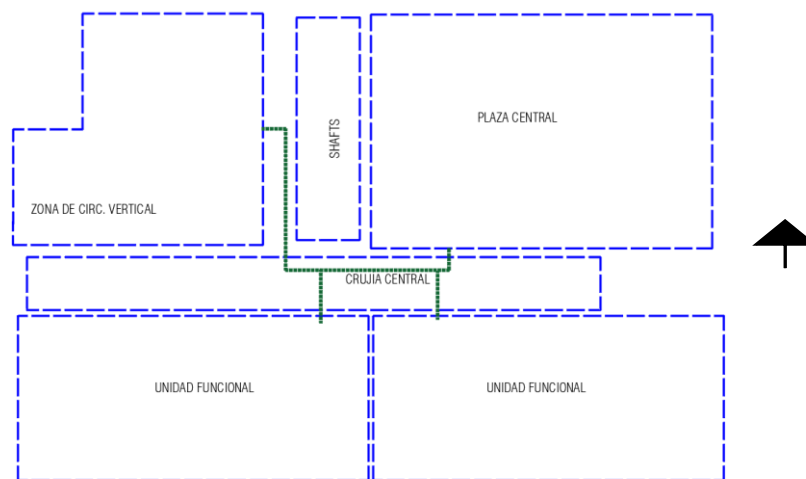 PLAZA CENTRAL
SHAFTS
ZONA DE CIRC. VERTICAL
CRUJIA CENTRAL
UNIDAD FUNCIONAL
UNIDAD FUNCIONAL